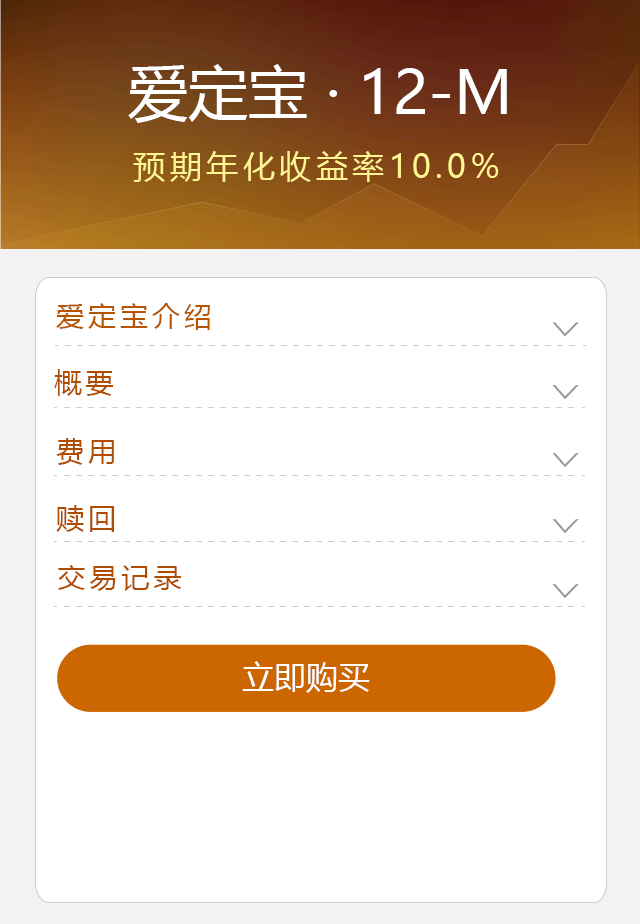 爱定宝 · 12-M
预期年化收益率10.0%
爱定宝介绍
概要
费用
赎回
交易记录
立即购买